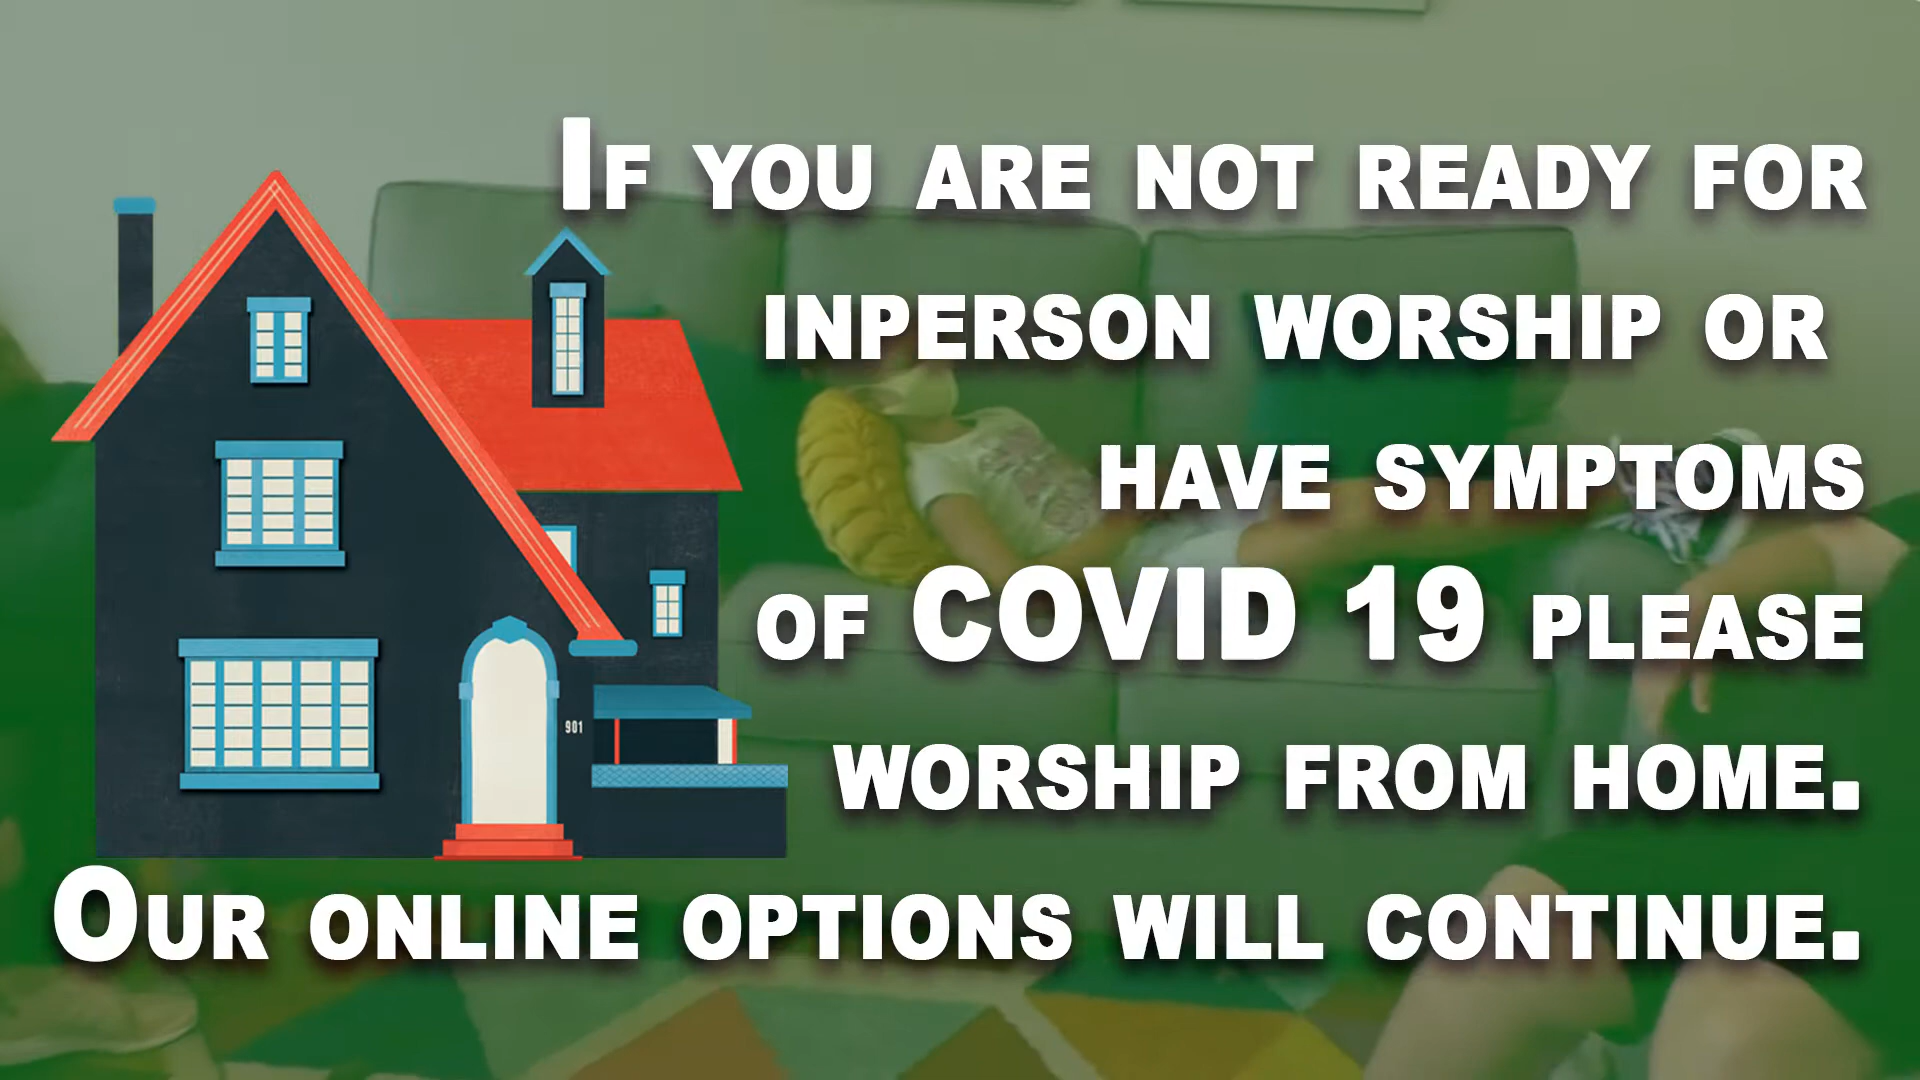 If you are not ready for
inperson worship or
have symptoms
of COVID 19 please
worship from home.
Our online options will continue.
901